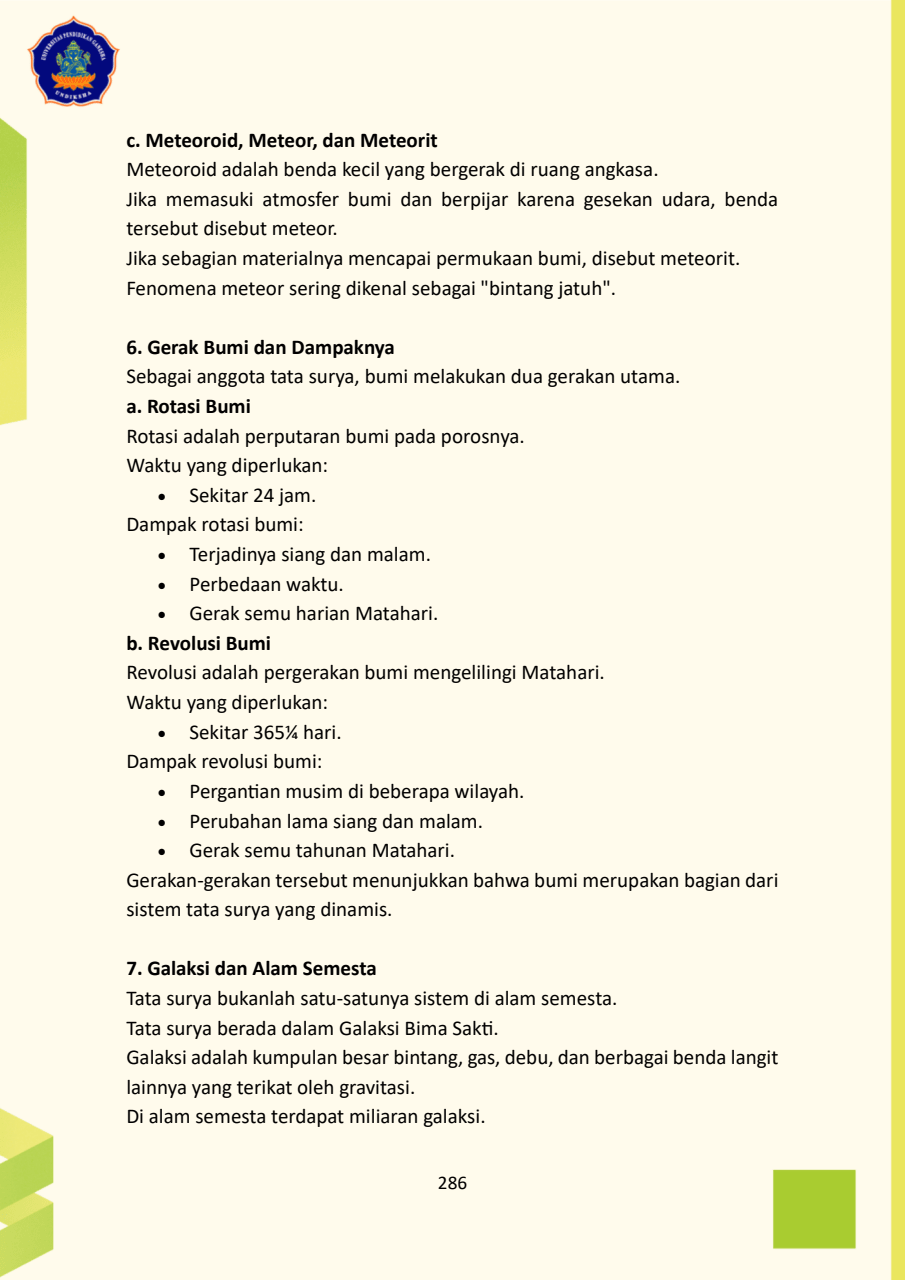 UNIVERSITAS PENDIDIKAN GANESHA
UNDIKSHA
c. Meteoroid, Meteor, dan Meteorit
Meteoroid adalah benda kecil yang bergerak di ruang angkasa.
Jika memasuki atmosfer bumi dan berpijar karena gesekan udara, benda
tersebut disebut meteor.
Jika sebagian materialnya mencapai permukaan bumi, disebut meteorit.
Fenomena meteor sering dikenal sebagai "bintang jatuh".
6. Gerak Bumi dan Dampaknya
Sebagai anggota tata surya, bumi melakukan dua gerakan utama.
a. Rotasi Bumi
Rotasi adalah perputaran bumi pada porosnya.
Waktu yang diperlukan:
• Sekitar 24 jam.
Dampak rotasi bumi:
• Terjadinya siang dan malam.
• Perbedaan waktu.
• Gerak semu harian Matahari.
b. Revolusi Bumi
Revolusi adalah pergerakan bumi mengelilingi Matahari.
Waktu yang diperlukan:
• Sekitar 365¼ hari.
Dampak revolusi bumi:
• Pergantian musim di beberapa wilayah.
• Perubahan lama siang dan malam.
• Gerak semu tahunan Matahari.
Gerakan-gerakan tersebut menunjukkan bahwa bumi merupakan bagian dari
sistem tata surya yang dinamis.
7. Galaksi dan Alam Semesta
Tata surya bukanlah satu-satunya sistem di alam semesta.
Tata surya berada dalam Galaksi Bima Sakti.
Galaksi adalah kumpulan besar bintang, gas, debu, dan berbagai benda langit
lainnya yang terikat oleh gravitasi.
Di alam semesta terdapat miliaran galaksi.
286